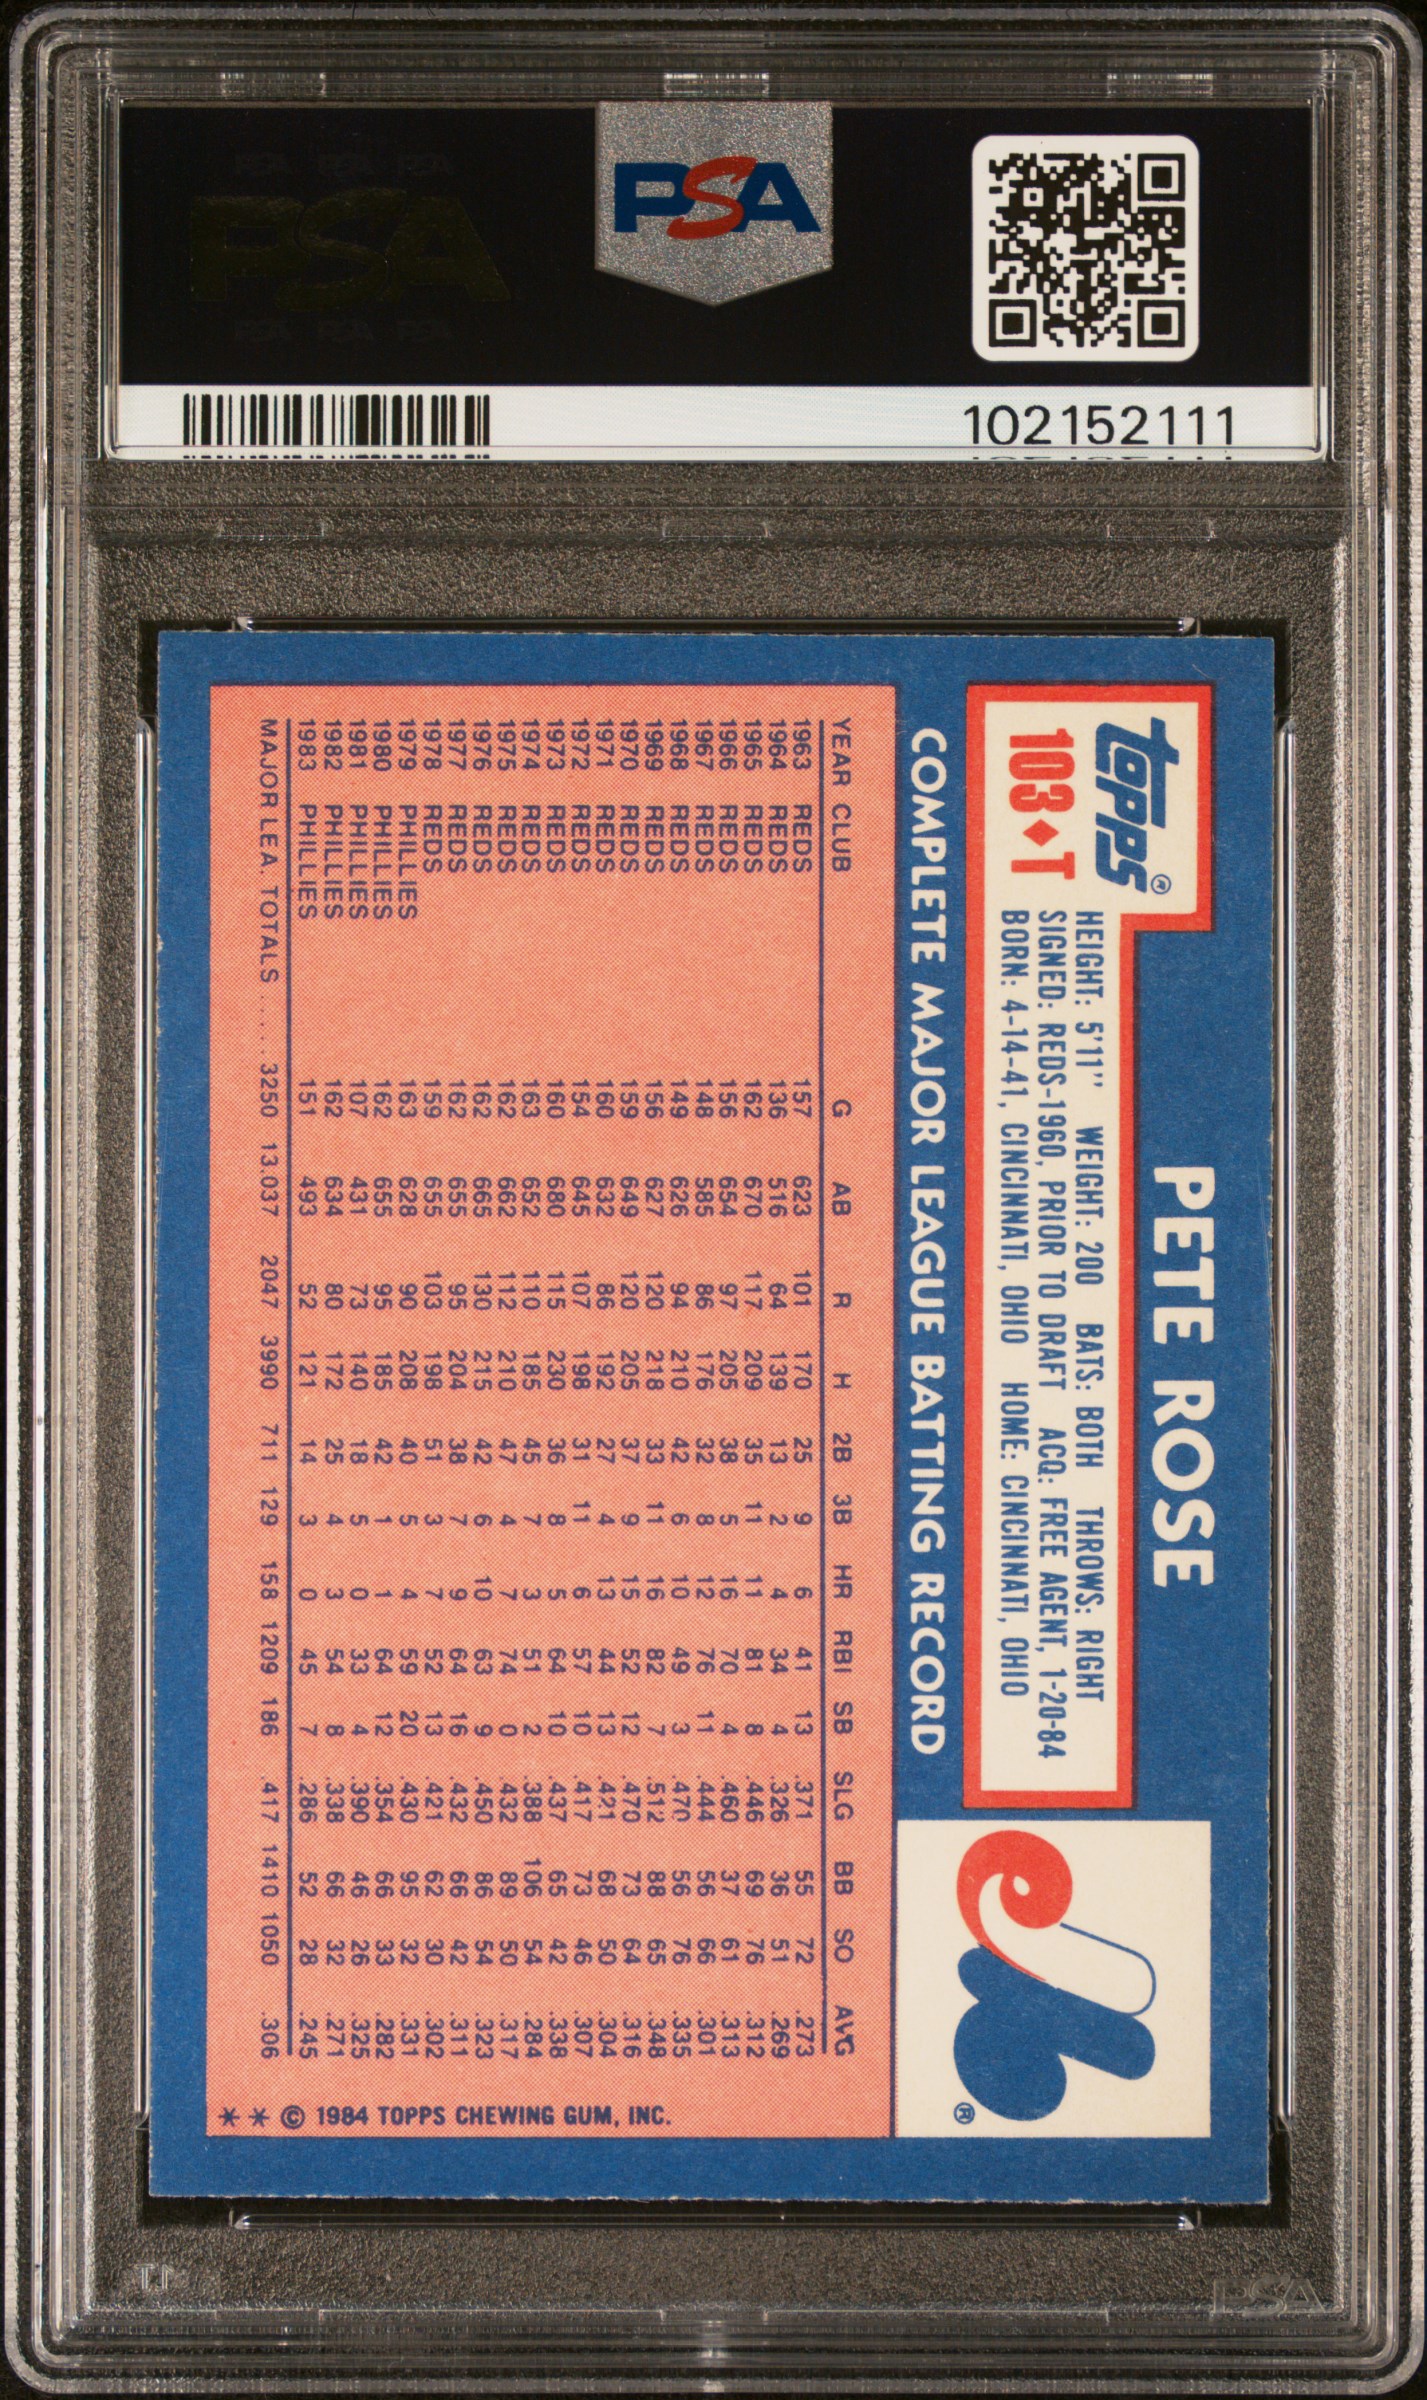 PSA
PSA
102152111
PETE ROSE
topps®
103♦T
HEIGHT: 5'11" WEIGHT: 200 BATS: BOTH THROWS: RIGHT
SIGNED: REDS-1960, PRIOR TO DRAFT ACQ: FREE AGENT, 1-20-84
BORN: 4-14-41, CINCINNATI, OHIO HOME: CINCINNATI, OHIO
®
COMPLETE MAJOR LEAGUE BATTING RECORD
YEAR CLUB G AB R H 2B 3B HR RBI SB SLG BB SO AVG
1963 REDS 157 623 101 170 25 9 6 41 13 .371 55 72 .273
1964 REDS 136 516 64 139 13 2 4 34 4 .326 36 51 .269
1965 REDS 162 670 117 209 35 11 11 81 8 .446 69 76 .312
1966 REDS 156 654 97 205 38 5 16 70 4 .460 37 61 .313
1967 REDS 148 585 86 176 32 8 12 76 11 .444 56 66 .301
1968 REDS 149 626 94 210 42 6 10 49 3 .470 56 76 .335
1969 REDS 156 627 120 218 33 11 16 82 7 .512 88 65 .348
1970 REDS 159 649 120 205 37 9 15 52 12 .470 73 64 .316
1971 REDS 160 632 86 192 27 4 13 44 13 .421 68 50 .304
1972 REDS 154 645 107 198 31 11 6 57 10 .417 73 46 .307
1973 REDS 160 680 115 230 36 8 5 64 10 .437 65 42 .338
1974 REDS 163 652 110 185 45 7 3 51 2 .388 106 54 .284
1975 REDS 162 662 112 210 47 4 7 74 0 .432 89 50 .317
1976 REDS 162 665 130 215 42 6 10 63 9 .450 86 54 .323
1977 REDS 162 655 95 204 38 7 9 64 16 .432 66 42 .311
1978 REDS 159 655 103 198 51 3 7 52 13 .421 62 30 .302
1979 PHILLIES 163 628 90 208 40 5 4 59 20 .430 95 32 .331
1980 PHILLIES 162 655 95 185 42 1 1 64 12 .354 66 33 .282
1981 PHILLIES 107 431 73 140 18 5 0 33 4 .390 46 26 .325
1982 PHILLIES 162 634 80 172 25 4 3 54 8 .338 66 32 .271
1983 PHILLIES 151 493 52 121 14 3 0 45 7 .286 52 28 .245
MAJOR LEA. TOTALS ..... 3250 13.037 2047 3990 711 129 158 1209 186 .417 1410 1050 .306
** © 1984 TOPPS CHEWING GUM, INC.
PSA